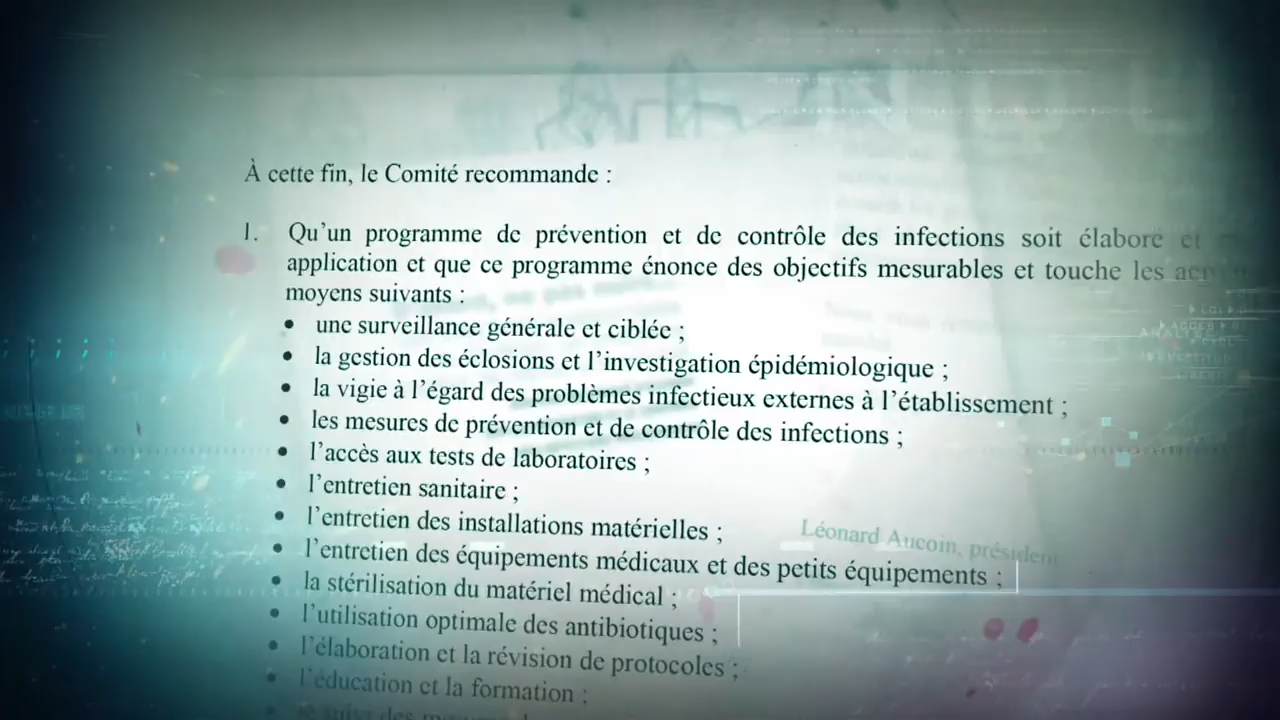 À cette fin, le Comité recommande :
1. Qu'un programme de prévention et de contrôle des infections soit élaboré et
application et que ce programme énonce des objectifs mesurables et touche les
moyens suivants :
• une surveillance générale et ciblée ;
• la gestion des éclosions et l'investigation épidémiologique ;
• la vigie à l'égard des problèmes infectieux externes à l'établissement ;
• les mesures de prévention et de contrôle des infections ;
• l'accès aux tests de laboratoires ;
• l'entretien sanitaire ;
• l'entretien des installations matérielles ;
Léonard Aucoin, président
• l'entretien des équipements médicaux et des petits équipements ;
• la stérilisation du matériel médical ;
• l'utilisation optimale des antibiotiques ;
• l'élaboration et la révision de protocoles ;
• l'éducation et la formation ;